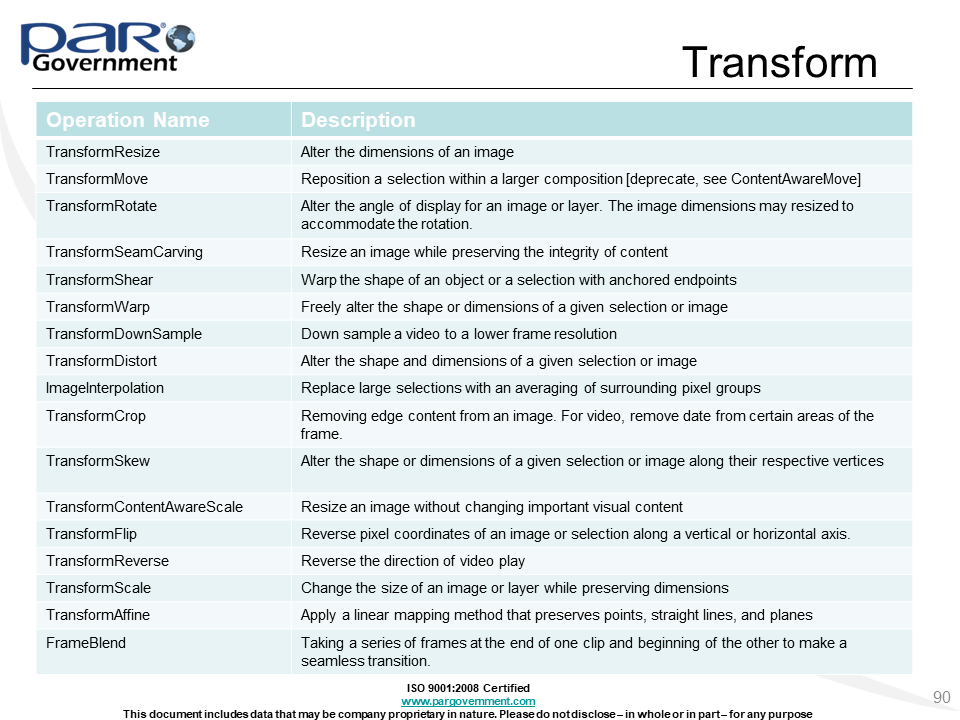 PAR® Government
Transform
Operation Name Description
TransformResize Alter the dimensions of an image
TransformMove Reposition a selection within a larger composition [deprecate, see ContentAwareMove]
TransformRotate Alter the angle of display for an image or layer. The image dimensions may resized to
accommodate the rotation.
TransformSeamCarving Resize an image while preserving the integrity of content
TransformShear Warp the shape of an object or a selection with anchored endpoints
TransformWarp Freely alter the shape or dimensions of a given selection or image
TransformDownSample Down sample a video to a lower frame resolution
TransformDistort Alter the shape and dimensions of a given selection or image
ImageInterpolation Replace large selections with an averaging of surrounding pixel groups
TransformCrop Removing edge content from an image. For video, remove date from certain areas of the
frame.
TransformSkew Alter the shape or dimensions of a given selection or image along their respective vertices
TransformContentAwareScale Resize an image without changing important visual content
TransformFlip Reverse pixel coordinates of an image or selection along a vertical or horizontal axis.
TransformReverse Reverse the direction of video play
TransformScale Change the size of an image or layer while preserving dimensions
TransformAffine Apply a linear mapping method that preserves points, straight lines, and planes
FrameBlend Taking a series of frames at the end of one clip and beginning of the other to make a
seamless transition.
ISO 9001:2008 Certified
www.pargovernment.com
This document includes data that may be company proprietary in nature. Please do not disclose – in whole or in part – for any purpose
90